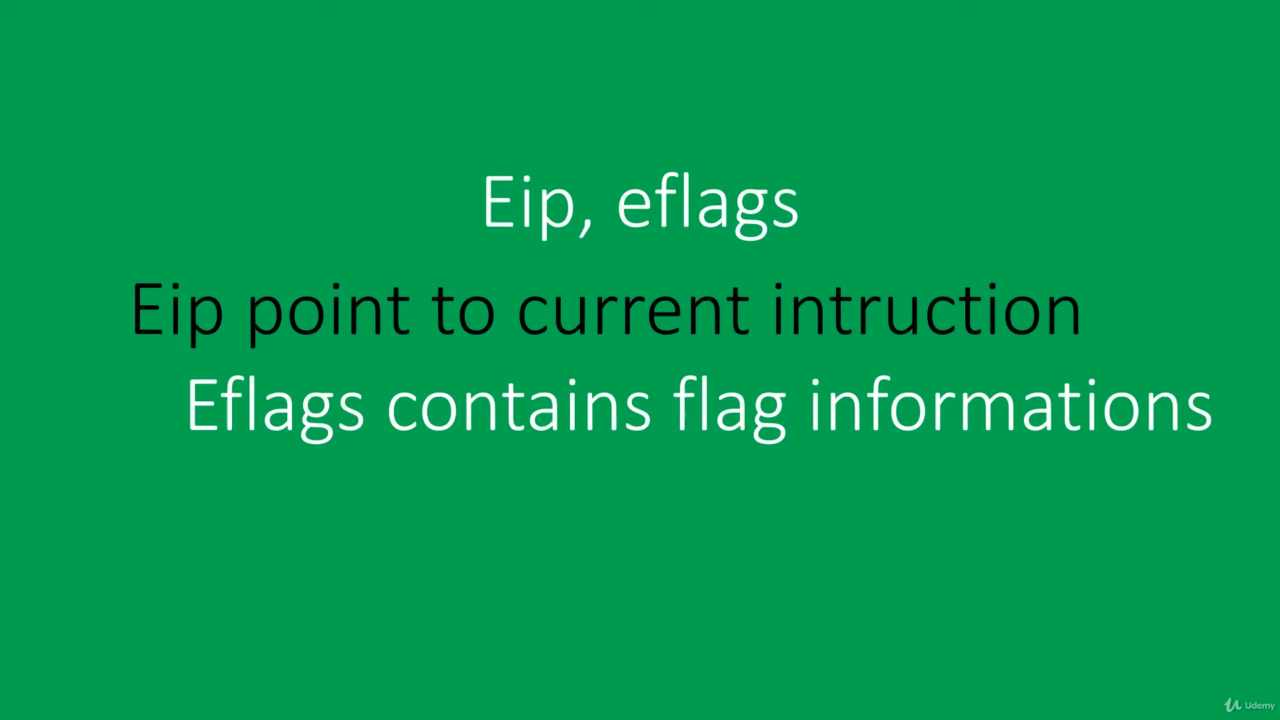 Eip, eflags
Eip point to current intruction
Eflags contains flag informations
Udemy